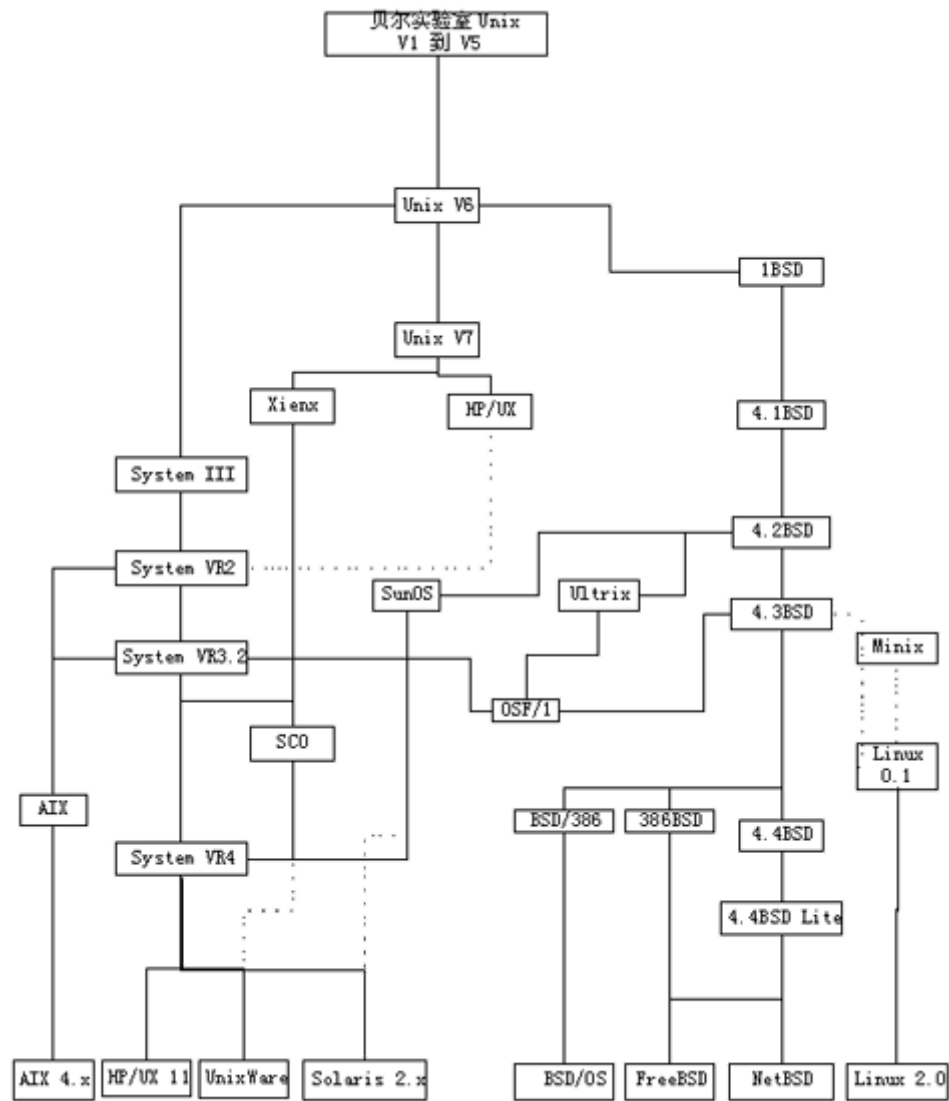 贝尔实验室 Unix
V1 到 V5
Unix V6
1BSD
Unix V7
Xienx
HP/UX
4.1BSD
System III
4.2BSD
System VR2
SunOS
Ultrix
4.3BSD
Minix
System VR3.2
OSF/1
SCO
Linux
0.1
AIX
BSD/386
386BSD
4.4BSD
System VR4
4.4BSD Lite
AIX 4.x
HP/UX 11
UnixWare
Solaris 2.x
BSD/OS
FreeBSD
NetBSD
Linux 2.0